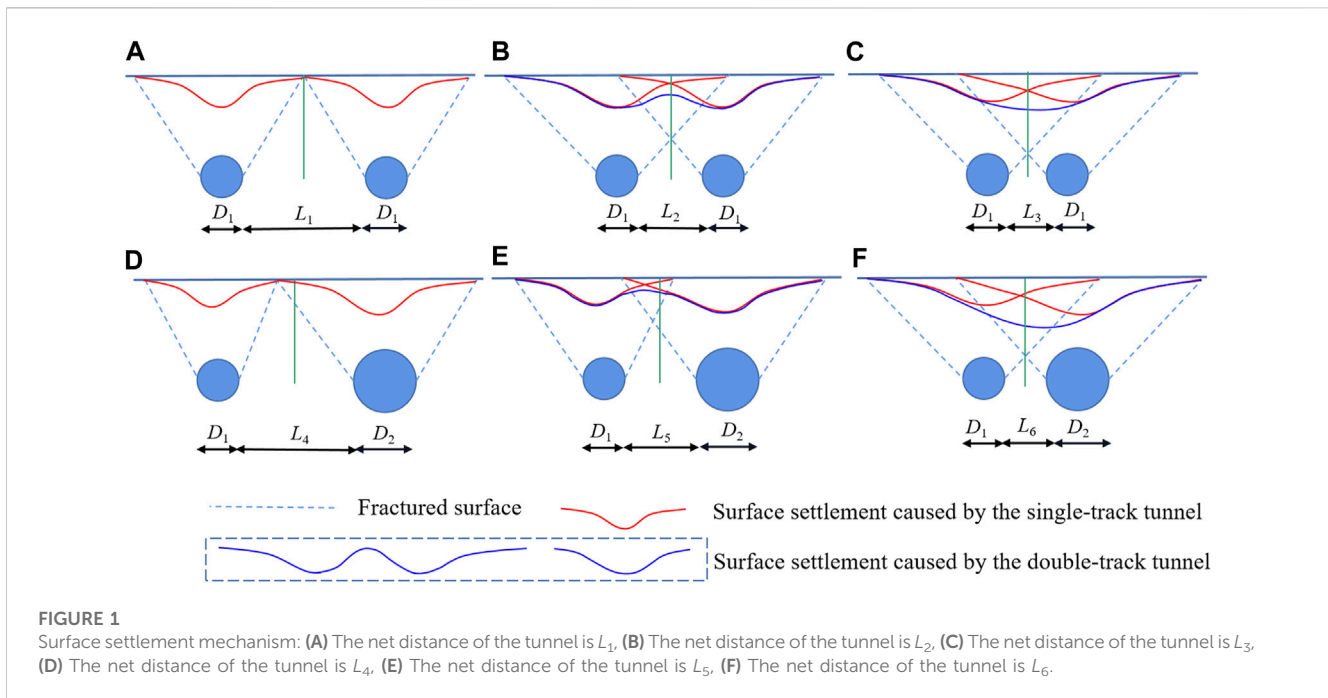 A B C
D₁ L₁ D₁ D₁ L₂ D₁ D₁ L₃ D₁
D E F
D₁ L₄ D₂ D₁ L₅ D₂ D₁ L₆ D₂
Fractured surface Surface settlement caused by the single-track tunnel
Surface settlement caused by the double-track tunnel
FIGURE 1
Surface settlement mechanism: (A) The net distance of the tunnel is L₁, (B) The net distance of the tunnel is L₂, (C) The net distance of the tunnel is L₃,
(D) The net distance of the tunnel is L₄, (E) The net distance of the tunnel is L₅, (F) The net distance of the tunnel is L₆.